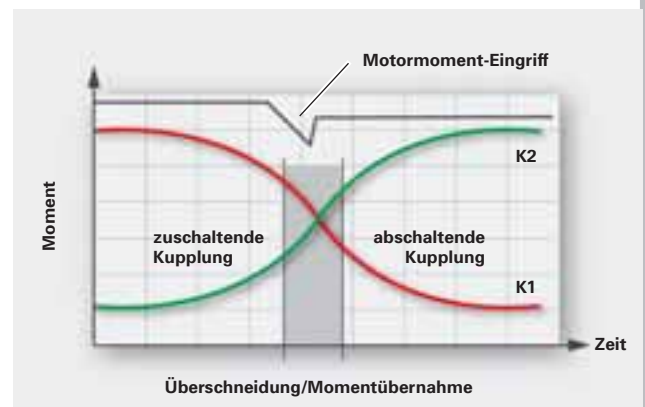 Motormoment-Eingriff
K2
Moment
zuschaltende
Kupplung
abschaltende
Kupplung
K1
Zeit
Überschneidung/Momentübernahme